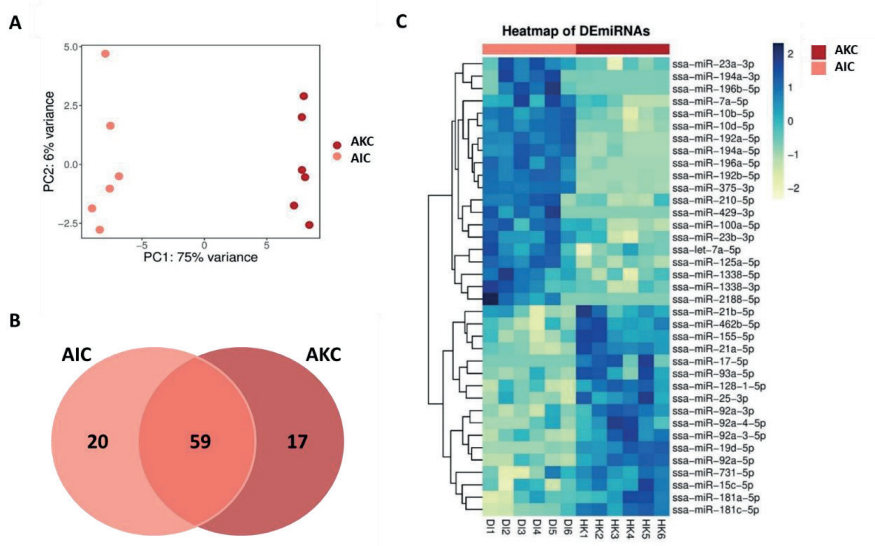 A
5.0
2.5
0.0
−2.5
PC2: 6% variance
−5
0
5
PC1: 75% variance
AKC
AIC
B
AIC
AKC
20
59
17
C
Heatmap of DEmiRNAs
ssa−miR−23a−3p
ssa−miR−194a−3p
ssa−miR−196b−5p
ssa−miR−7a−5p
ssa−miR−10b−5p
ssa−miR−10d−5p
ssa−miR−192a−5p
ssa−miR−194a−5p
ssa−miR−196a−5p
ssa−miR−192b−5p
ssa−miR−375−3p
ssa−miR−210−5p
ssa−miR−429−3p
ssa−miR−100a−5p
ssa−miR−23b−3p
ssa−let−7a−5p
ssa−miR−125a−5p
ssa−miR−1338−5p
ssa−miR−1338−3p
ssa−miR−2188−5p
ssa−miR−21b−5p
ssa−miR−462b−5p
ssa−miR−155−5p
ssa−miR−21a−5p
ssa−miR−17−5p
ssa−miR−93a−5p
ssa−miR−128−1−5p
ssa−miR−25−3p
ssa−miR−92a−3p
ssa−miR−92a−4−5p
ssa−miR−92a−3−5p
ssa−miR−19d−5p
ssa−miR−92a−5p
ssa−miR−731−5p
ssa−miR−15c−5p
ssa−miR−181a−5p
ssa−miR−181c−5p
DI1
DI2
DI3
DI4
DI5
DI6
HK1
HK2
HK3
HK4
HK5
HK6
2
1
0
−1
−2
AKC
AIC